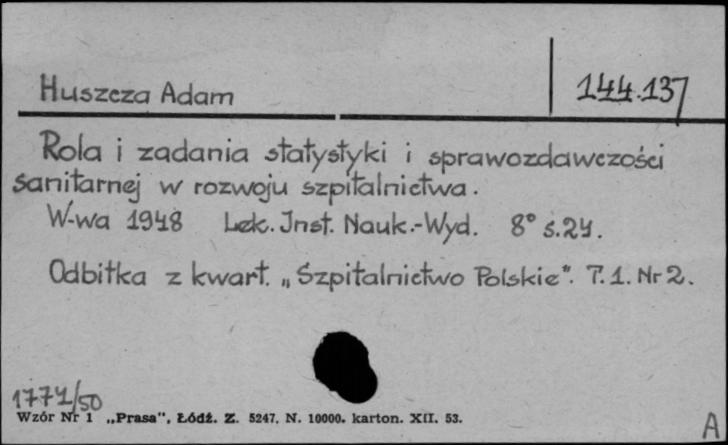 Huszcza Adam
144.137
Rola i zadania statystyki i sprawozdawczości
sanitarnej w rozwoju szpitalnictwa.
W-wa 1948 Lek. Inst. Nauk.-Wyd. 8° s.24.
Odbitka z kwart. „Szpitalnictwo Polskie". T.1. Nr 2.
1774/50
Wzór Nr 1 „Prasa", Łódź. Z. 5247. N. 10000. karton. XII. 53.
A